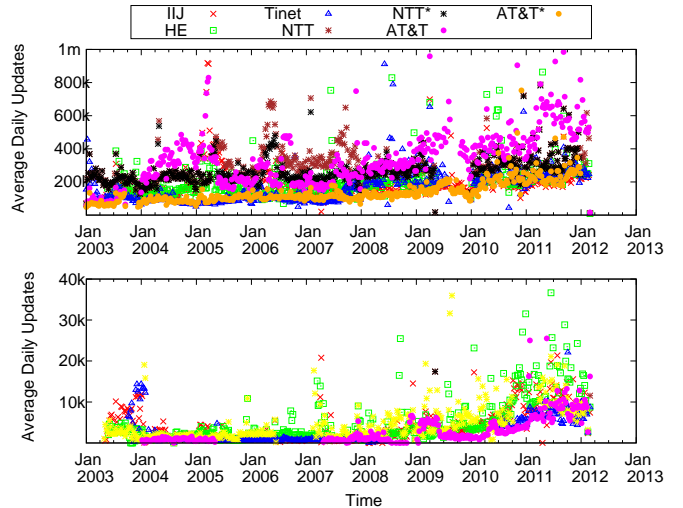 IIJ Tinet NTT* AT&T*
HE NTT AT&T
Average Daily Updates
1m
800k
600k
400k
200k
Jan Jan Jan Jan Jan Jan Jan Jan Jan Jan Jan
2003 2004 2005 2006 2007 2008 2009 2010 2011 2012 2013
Average Daily Updates
40k
30k
20k
10k
Jan Jan Jan Jan Jan Jan Jan Jan Jan Jan Jan
2003 2004 2005 2006 2007 2008 2009 2010 2011 2012 2013
Time